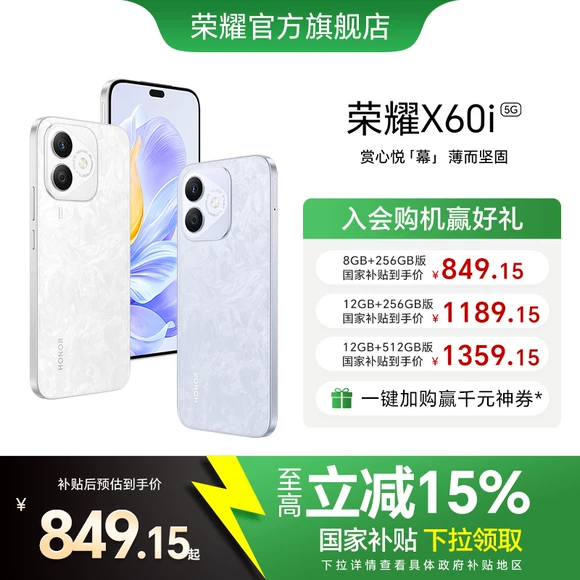 荣耀官方旗舰店
荣耀X60i 5G
赏心悦「幕」 薄而坚固
入会购机赢好礼
8GB+256GB版
国家补贴到手价 ¥849.15
12GB+256GB版
国家补贴到手价 ¥1189.15
12GB+512GB版
国家补贴到手价 ¥1359.15
一键加购赢千元神券*
HONOR
HONOR
补贴后预估到手价
¥849.15起
至高立减15%
国家补贴 下拉领取
下拉详情查看具体政府补贴地区